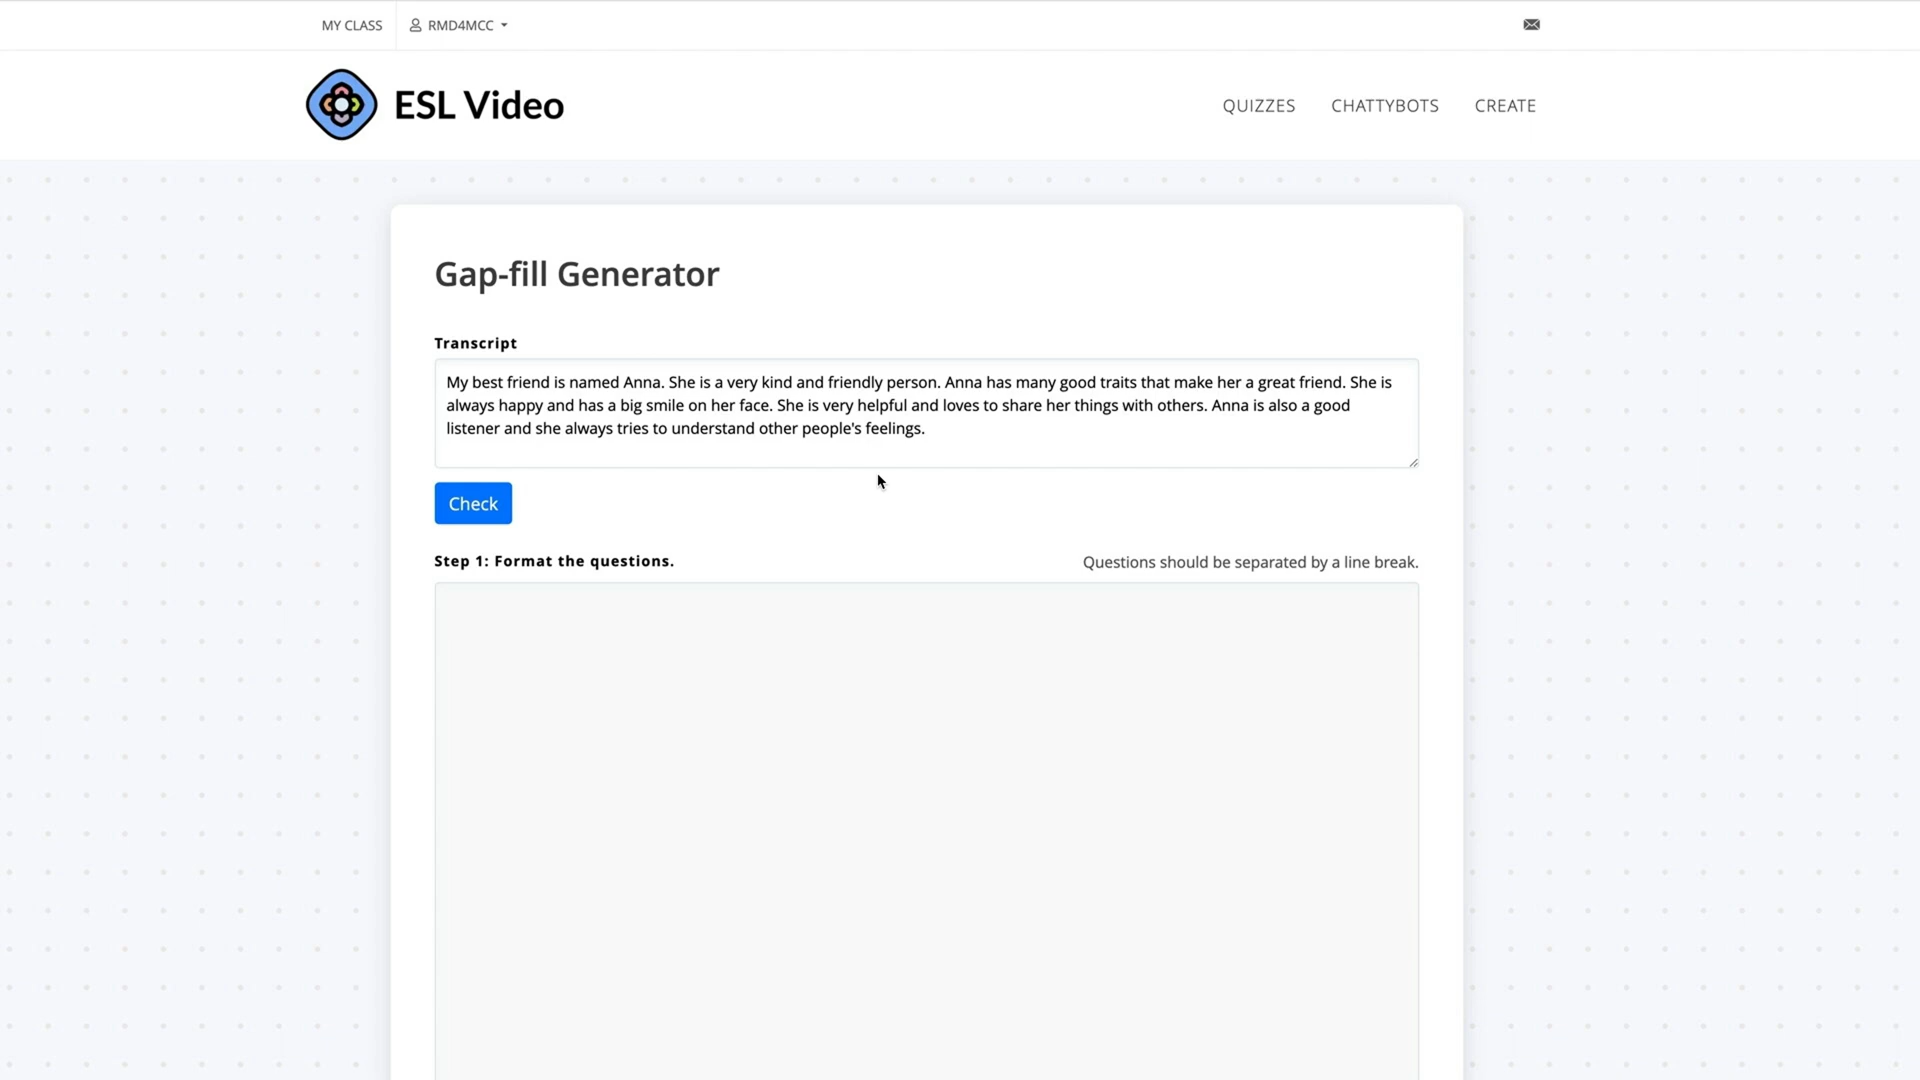 MY CLASS
RMD4MCC
ESL Video
QUIZZES
CHATTYBOTS
CREATE
Gap-fill Generator
Transcript
My best friend is named Anna. She is a very kind and friendly person. Anna has many good traits that make her a great friend. She is
always happy and has a big smile on her face. She is very helpful and loves to share her things with others. Anna is also a good
listener and she always tries to understand other people's feelings.
Check
Step 1: Format the questions.
Questions should be separated by a line break.